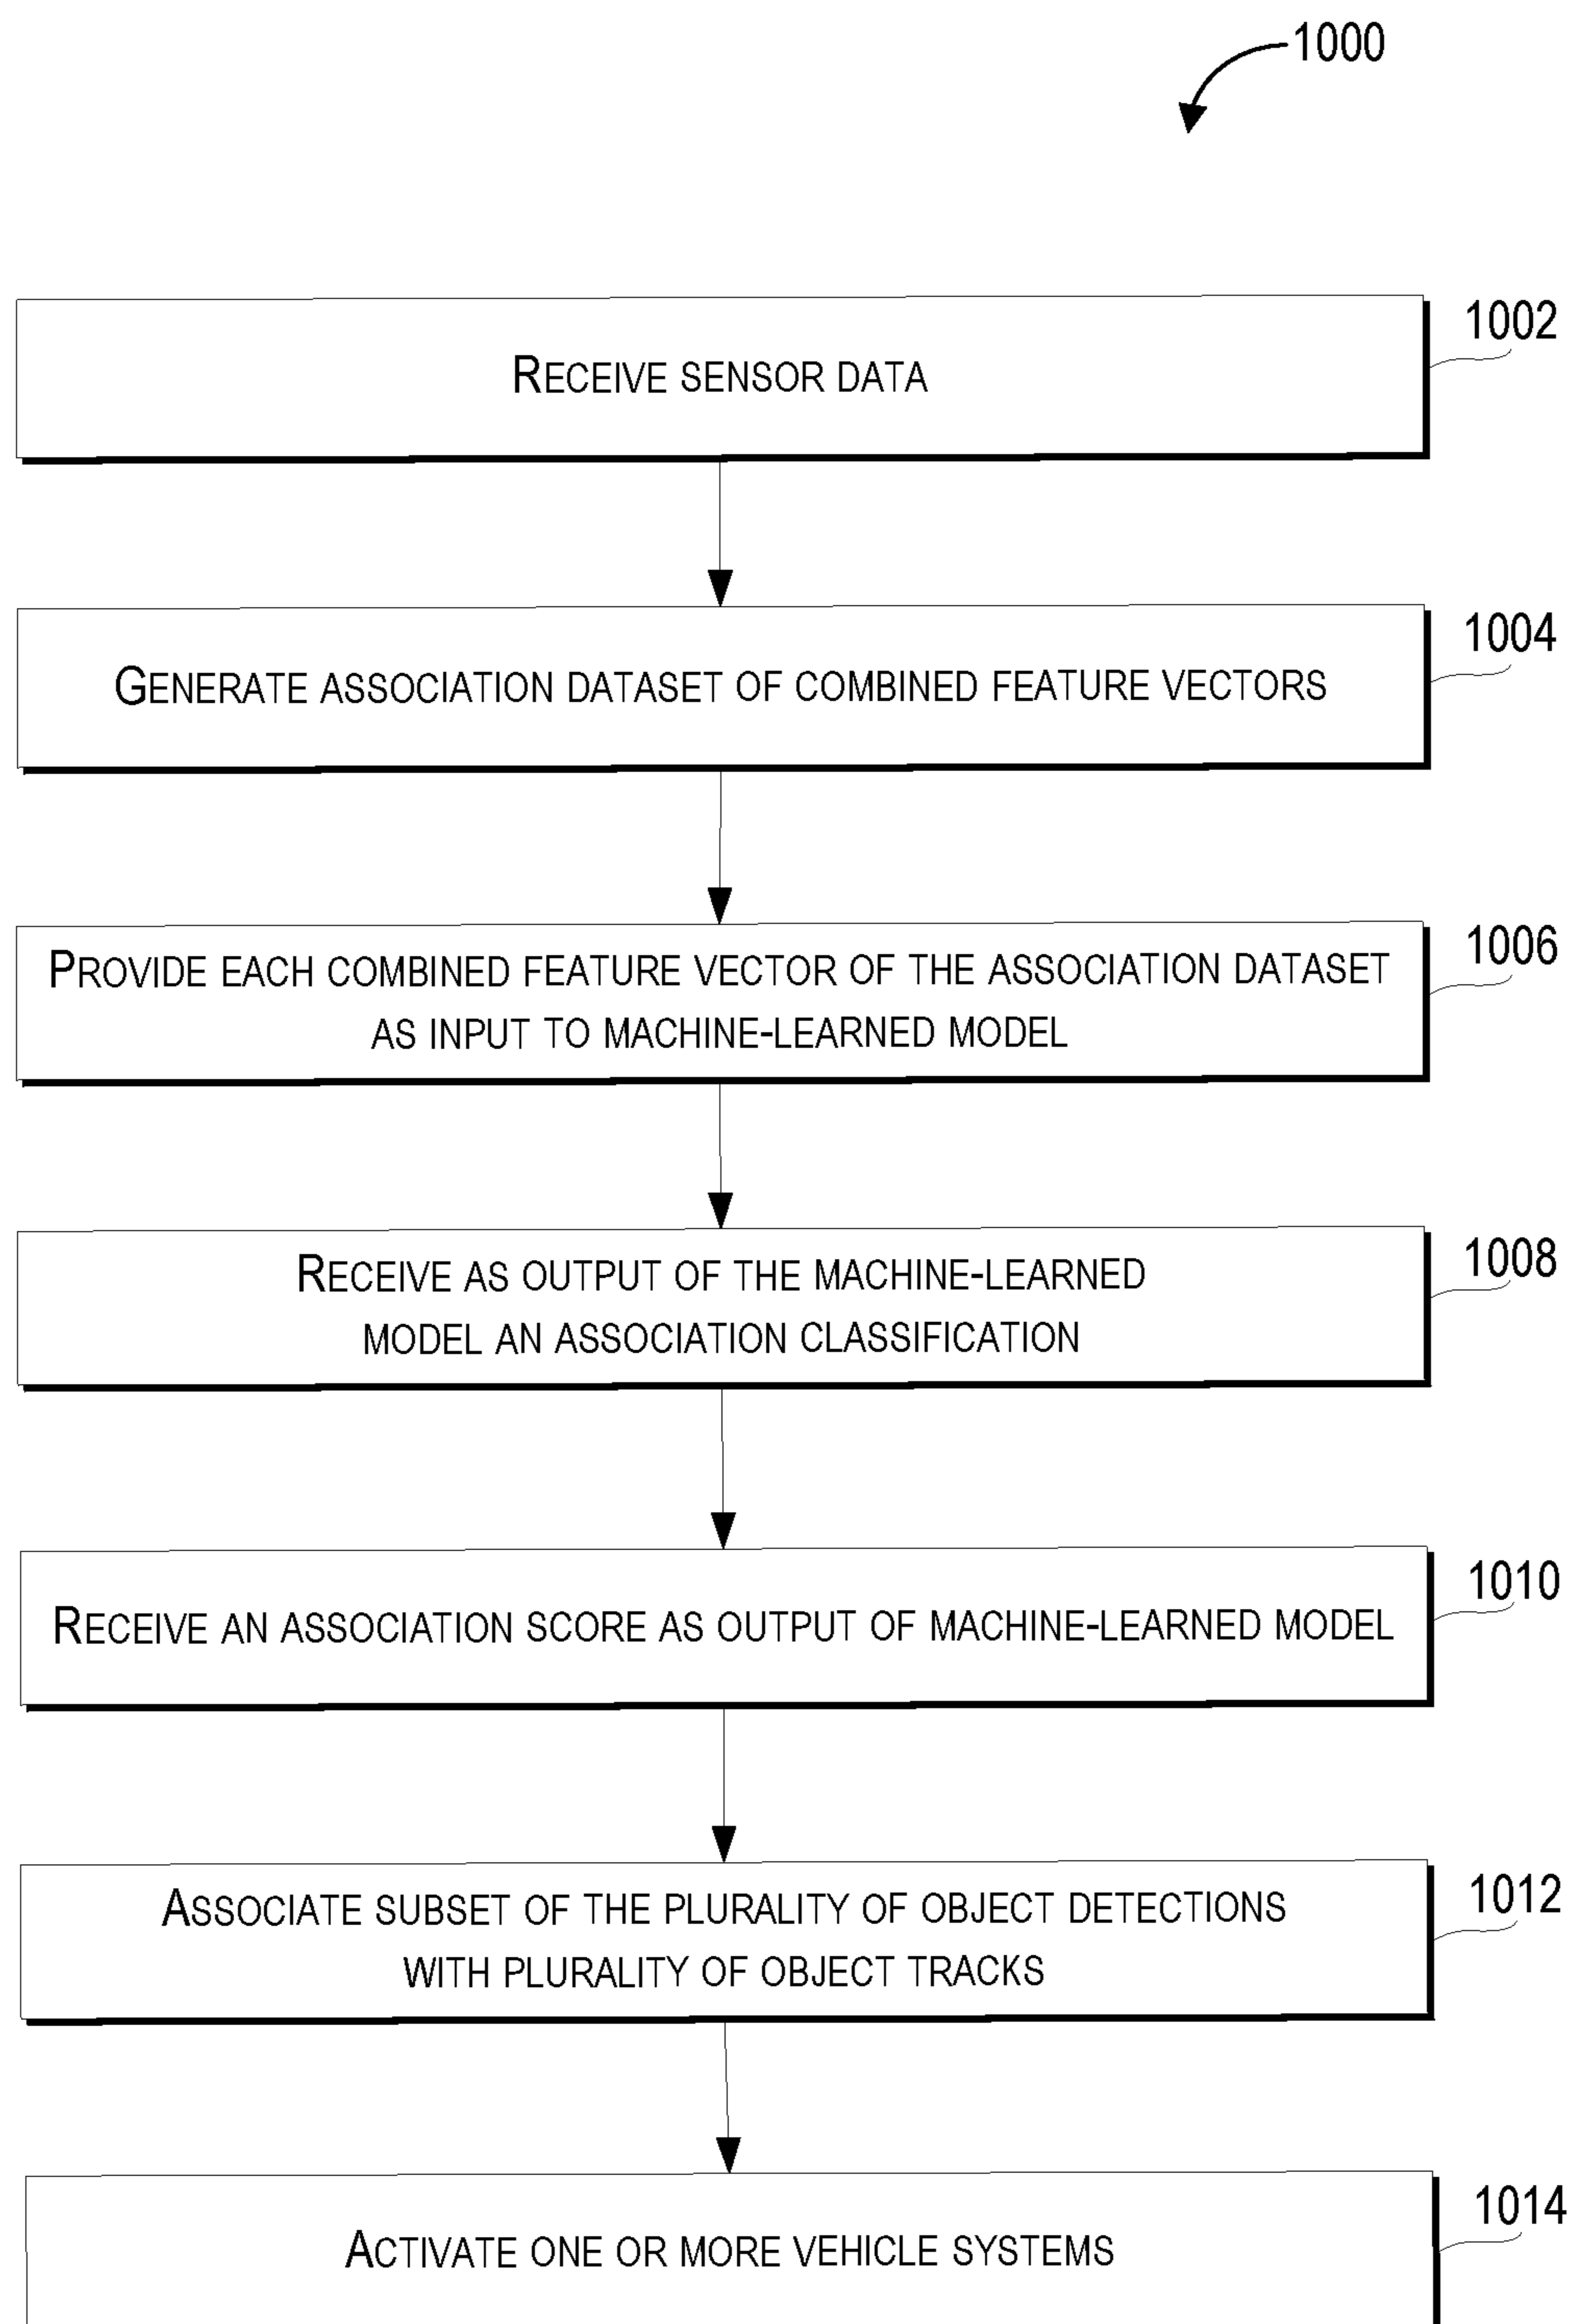 1000
RECEIVE SENSOR DATA
1002
GENERATE ASSOCIATION DATASET OF COMBINED FEATURE VECTORS
1004
PROVIDE EACH COMBINED FEATURE VECTOR OF THE ASSOCIATION DATASET
AS INPUT TO MACHINE-LEARNED MODEL
1006
RECEIVE AS OUTPUT OF THE MACHINE-LEARNED
MODEL AN ASSOCIATION CLASSIFICATION
1008
RECEIVE AN ASSOCIATION SCORE AS OUTPUT OF MACHINE-LEARNED MODEL
1010
ASSOCIATE SUBSET OF THE PLURALITY OF OBJECT DETECTIONS
WITH PLURALITY OF OBJECT TRACKS
1012
ACTIVATE ONE OR MORE VEHICLE SYSTEMS
1014